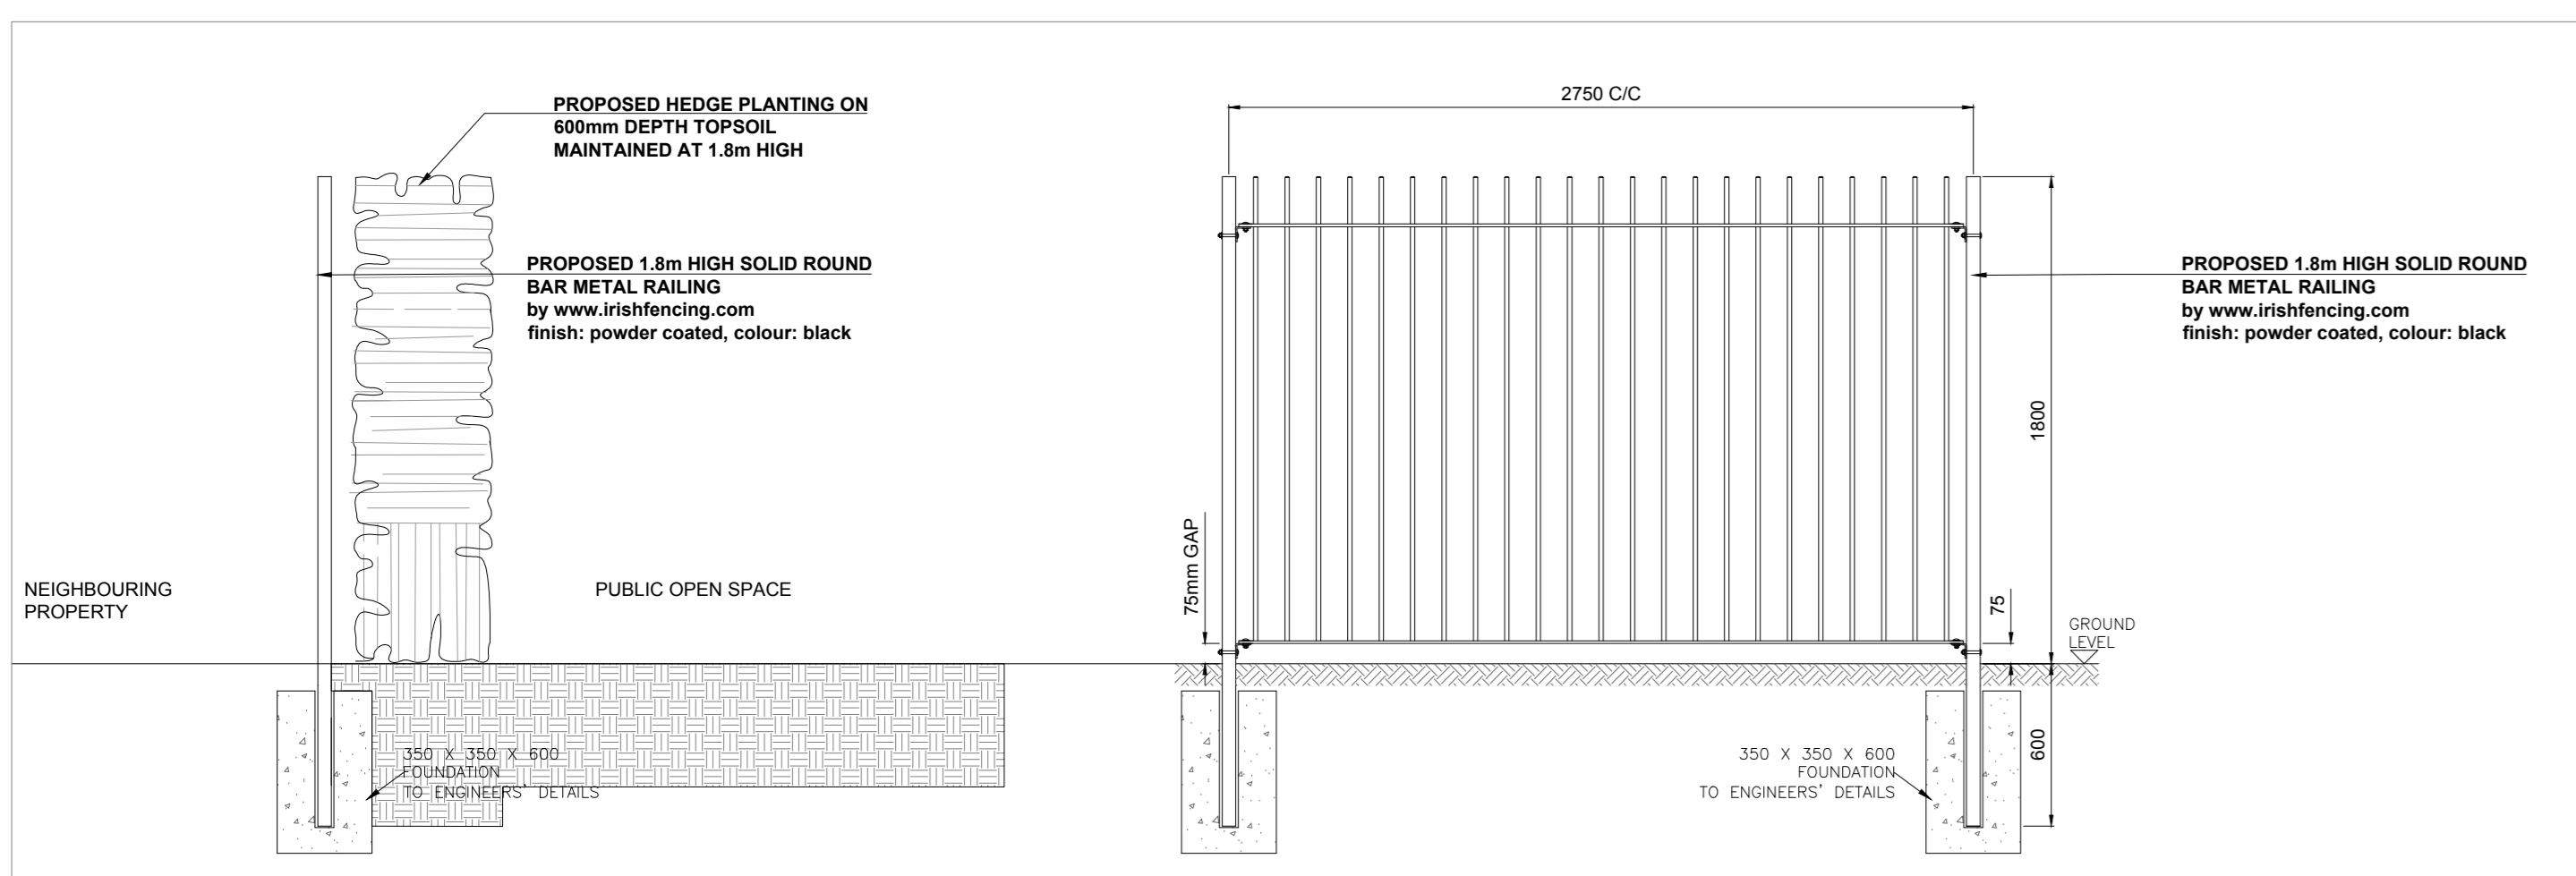 PROPOSED HEDGE PLANTING ON
600mm DEPTH TOPSOIL
MAINTAINED AT 1.8m HIGH
PROPOSED 1.8m HIGH SOLID ROUND
BAR METAL RAILING
by www.irishfencing.com
finish: powder coated, colour: black
NEIGHBOURING
PROPERTY
PUBLIC OPEN SPACE
350 X 350 X 600
FOUNDATION
TO ENGINEERS' DETAILS
2750 C/C
PROPOSED 1.8m HIGH SOLID ROUND
BAR METAL RAILING
by www.irishfencing.com
finish: powder coated, colour: black
1800
75mm GAP
75
GROUND
LEVEL
600
350 X 350 X 600
FOUNDATION
TO ENGINEERS' DETAILS